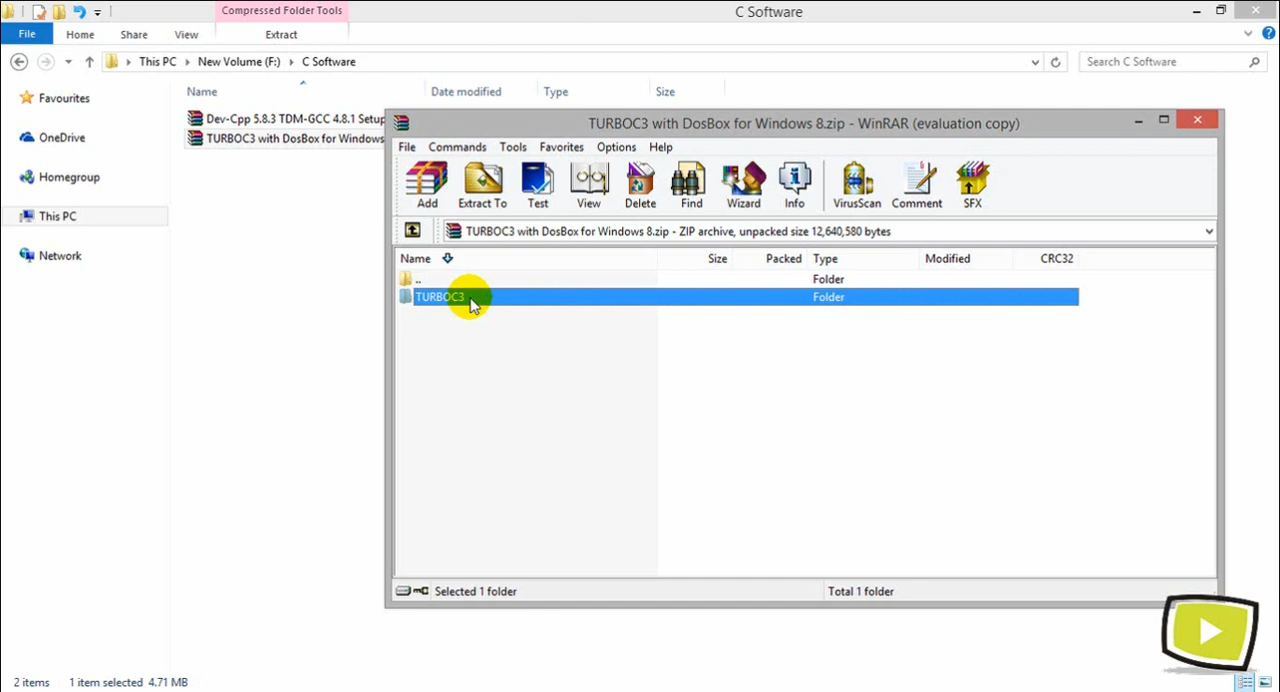 Compressed Folder Tools
C Software
File Home Share View Extract
This PC New Volume (F:) C Software
Search C Software
Name Date modified Type Size
Favourites
OneDrive
Homegroup
This PC
Network
Dev-Cpp 5.8.3 TDM-GCC 4.8.1 Setup
TURBOC3 with DosBox for Windows
TURBOC3 with DosBox for Windows 8.zip - WinRAR (evaluation copy)
File Commands Tools Favorites Options Help
Add Extract To Test View Delete Find Wizard Info VirusScan Comment SFX
TURBOC3 with DosBox for Windows 8.zip - ZIP archive, unpacked size 12,640,580 bytes
Name Size Packed Type Modified CRC32
.. Folder
TURBOC3 Folder
Selected 1 folder Total 1 folder
2 items 1 item selected 4.71 MB